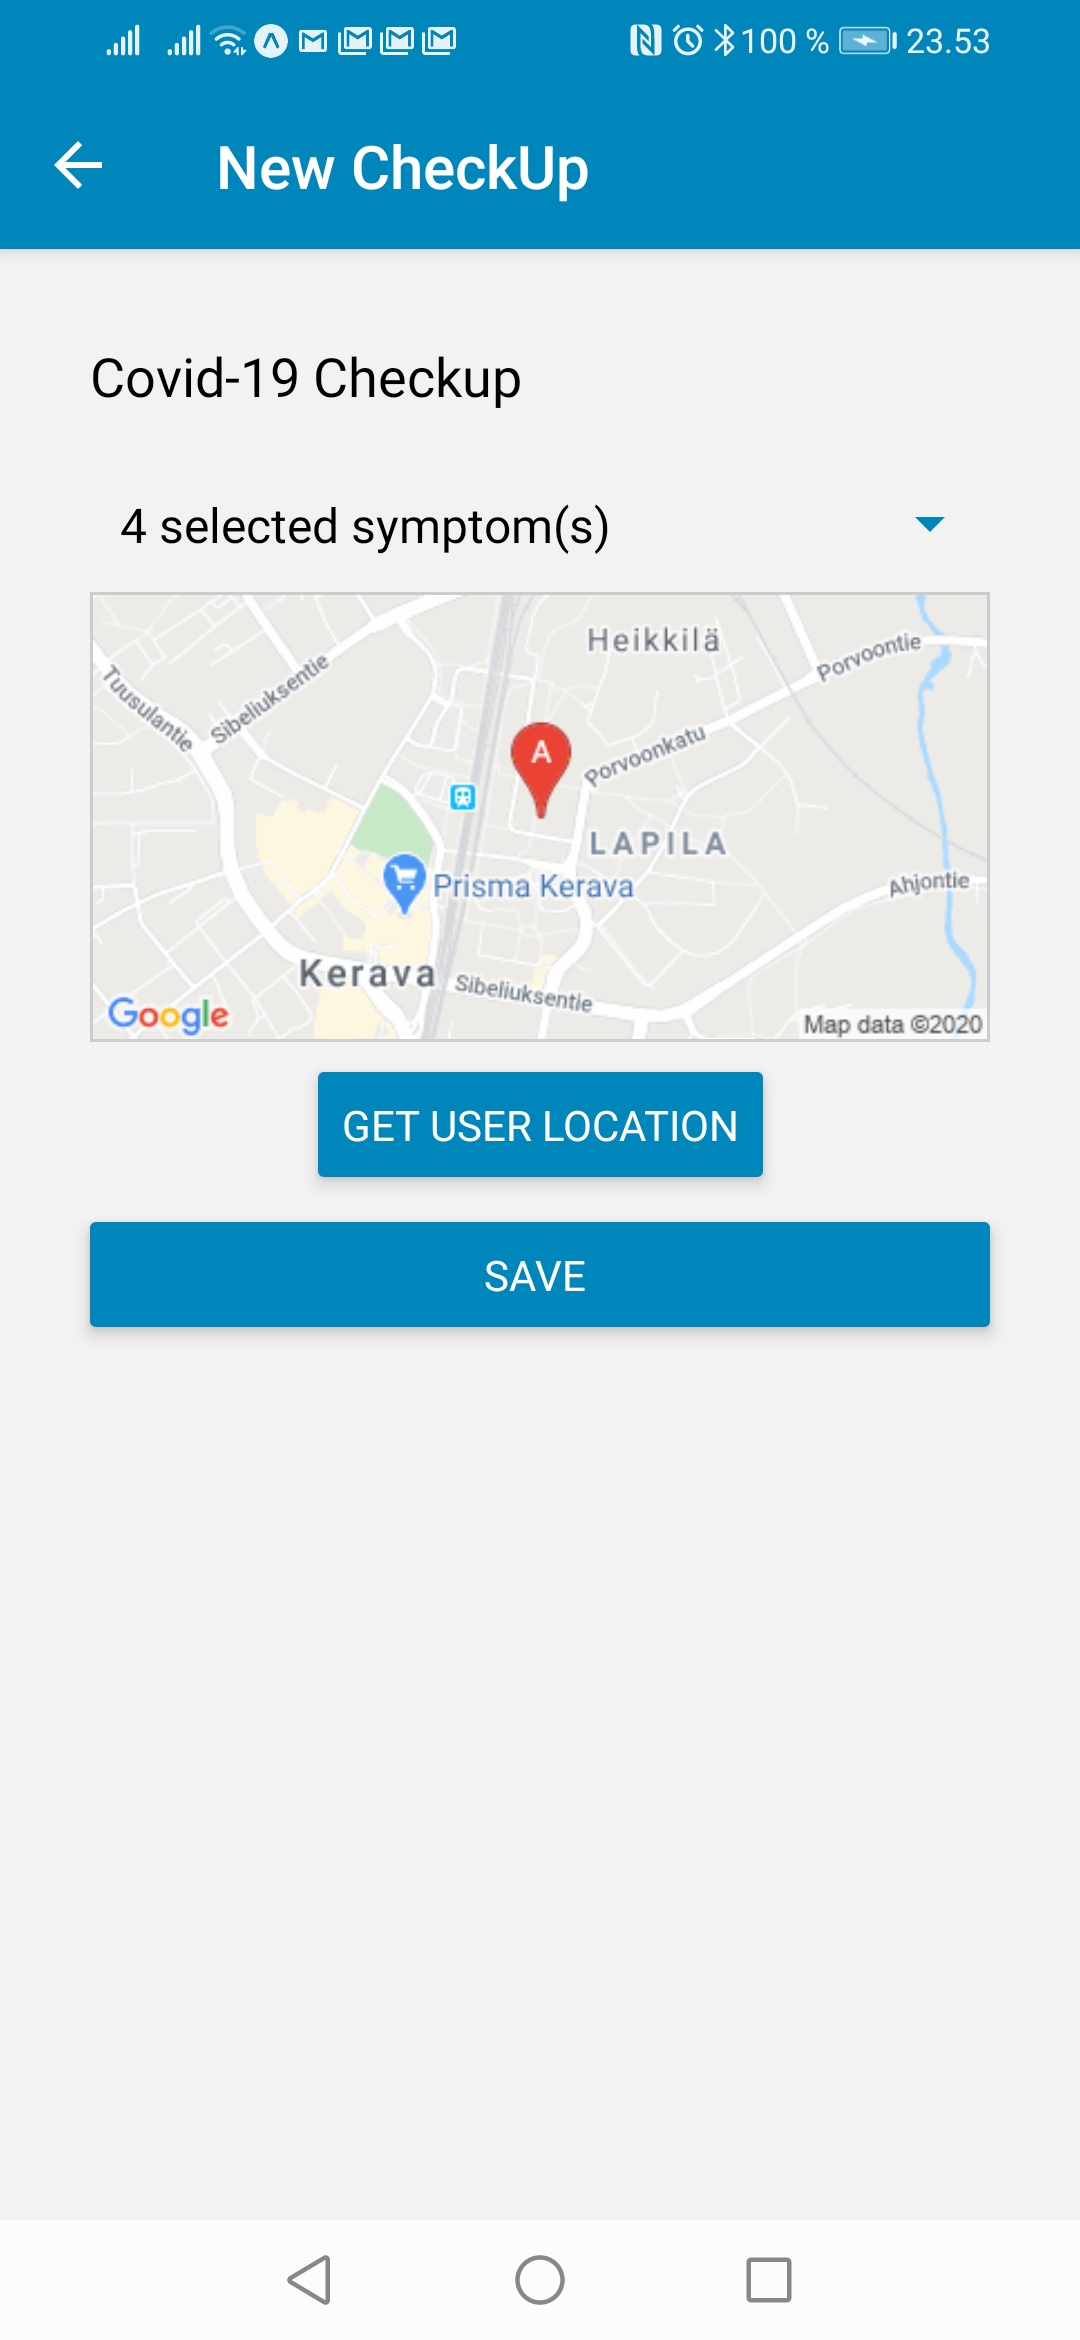 100 % 23.53
New CheckUp
Covid-19 Checkup
4 selected symptom(s)
Heikkilä
Porvoontie
Tuusulantie
Sibeliuksentie
A
Porvoonkatu
LAPILA
Ahjontie
Prisma Kerava
Kerava
Sibeliuksentie
Google
Map data ©2020
GET USER LOCATION
SAVE